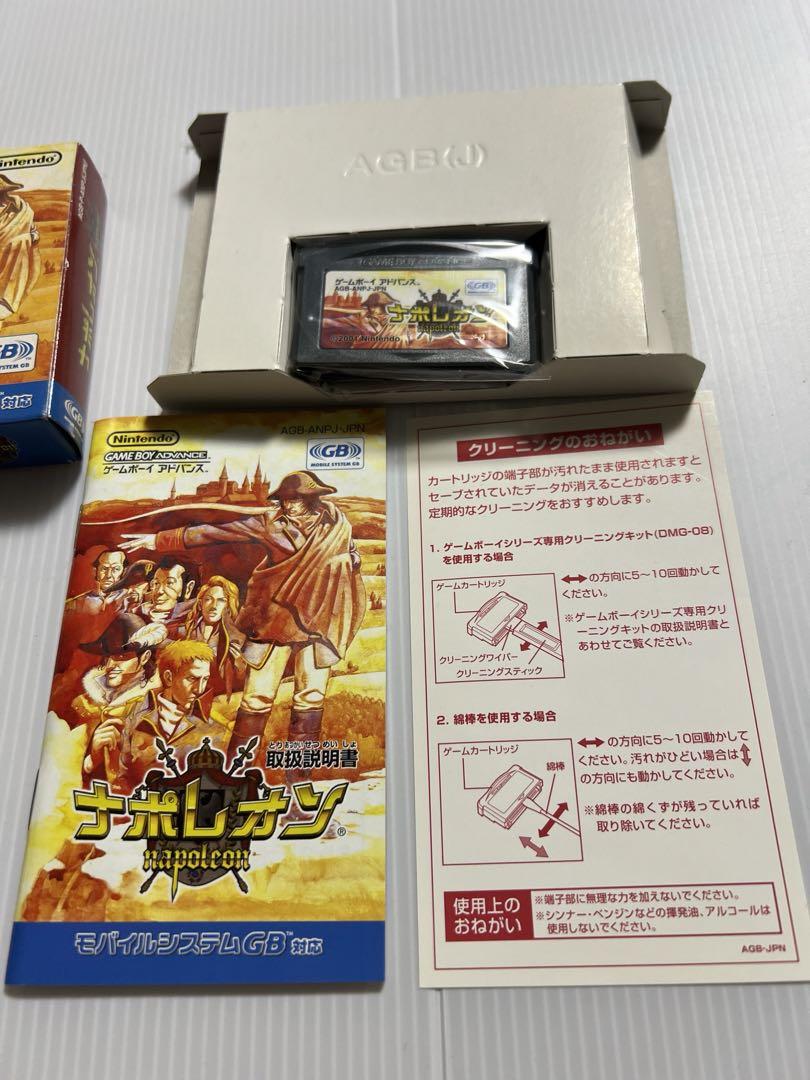 AGB(J)
Nintendo
ナポレオン
GB
SYSTEM GB
対応
GB
GAME BOY ADVANCE
ゲームボーイ アドバンス™
AGB-ANPJ-JPN
GB
ナポレオン
napoleon
©2001 Nintendo
AGB-ANPJ-JPN
Nintendo
GAME BOY ADVANCE
ゲームボーイ アドバンス™
GB™
MOBILE SYSTEM GB
とりあつかいせつめいしょ
取扱説明書
ナポレオン®
napoleon
モバイルシステムGB™対応
クリーニングのおねがい
カートリッジの端子部が汚れたまま使用されますと
セーブされていたデータが消えることがあります。
定期的なクリーニングをおすすめします。
1. ゲームボーイシリーズ専用クリーニングキット(DMG-08)
を使用する場合
ゲームカートリッジ
クリーニングワイパー
クリーニングスティック
⟷の方向に5〜10回動かして
ください。
※ゲームボーイシリーズ専用クリ
ーニングキットの取扱説明書と
あわせてご覧ください。
2. 綿棒を使用する場合
ゲームカートリッジ
綿棒
⟷の方向に5〜10回動かして
ください。汚れがひどい場合は↕
の方向にも動かしてください。
※綿棒の綿くずが残っていれば
取り除いてください。
使用上の
おねがい
※端子部に無理な力を加えないでください。
※シンナー・ベンジンなどの揮発油、アルコールは
使用しないでください。
AGB-JPN